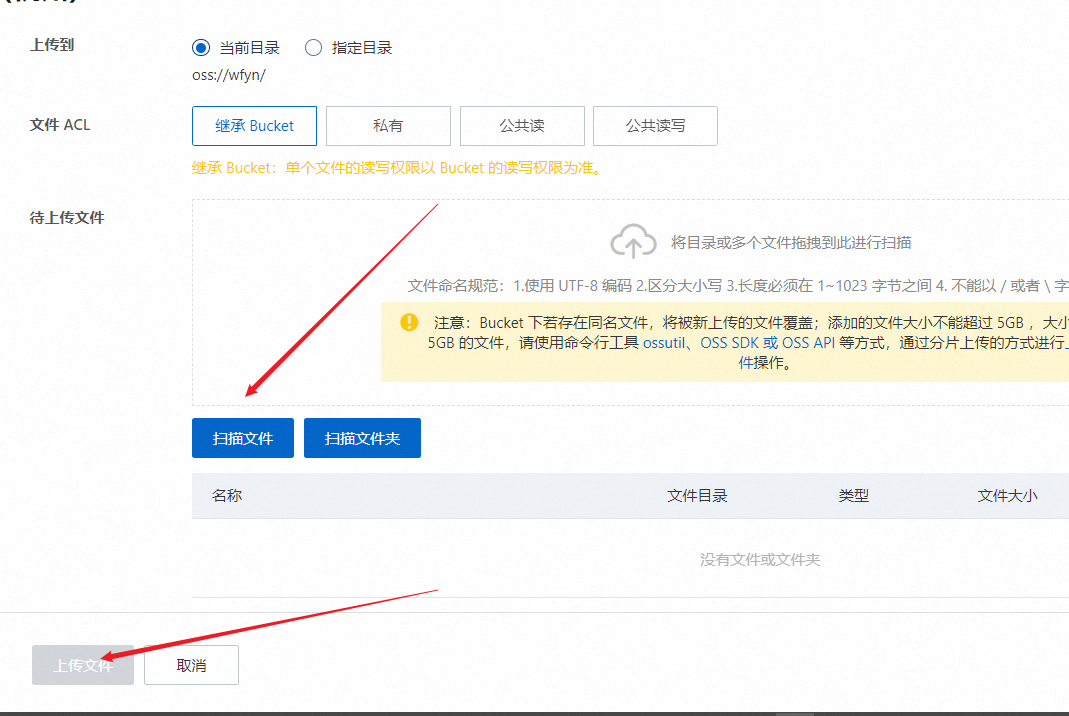 上传到
当前目录 指定目录
oss://wfyn/
文件 ACL
继承 Bucket 私有 公共读 公共读写
继承 Bucket：单个文件的读写权限以 Bucket 的读写权限为准。
待上传文件
将目录或多个文件拖拽到此进行扫描
文件命名规范：1.使用 UTF-8 编码 2.区分大小写 3.长度必须在 1~1023 字节之间 4. 不能以 / 或者 \ 字
注意：Bucket 下若存在同名文件，将被新上传的文件覆盖；添加的文件大小不能超过 5GB ，大小
5GB 的文件，请使用命令行工具 ossutil、OSS SDK 或 OSS API 等方式，通过分片上传的方式进行
件操作。
扫描文件 扫描文件夹
名称 文件目录 类型 文件大小
没有文件或文件夹
上传文件 取消